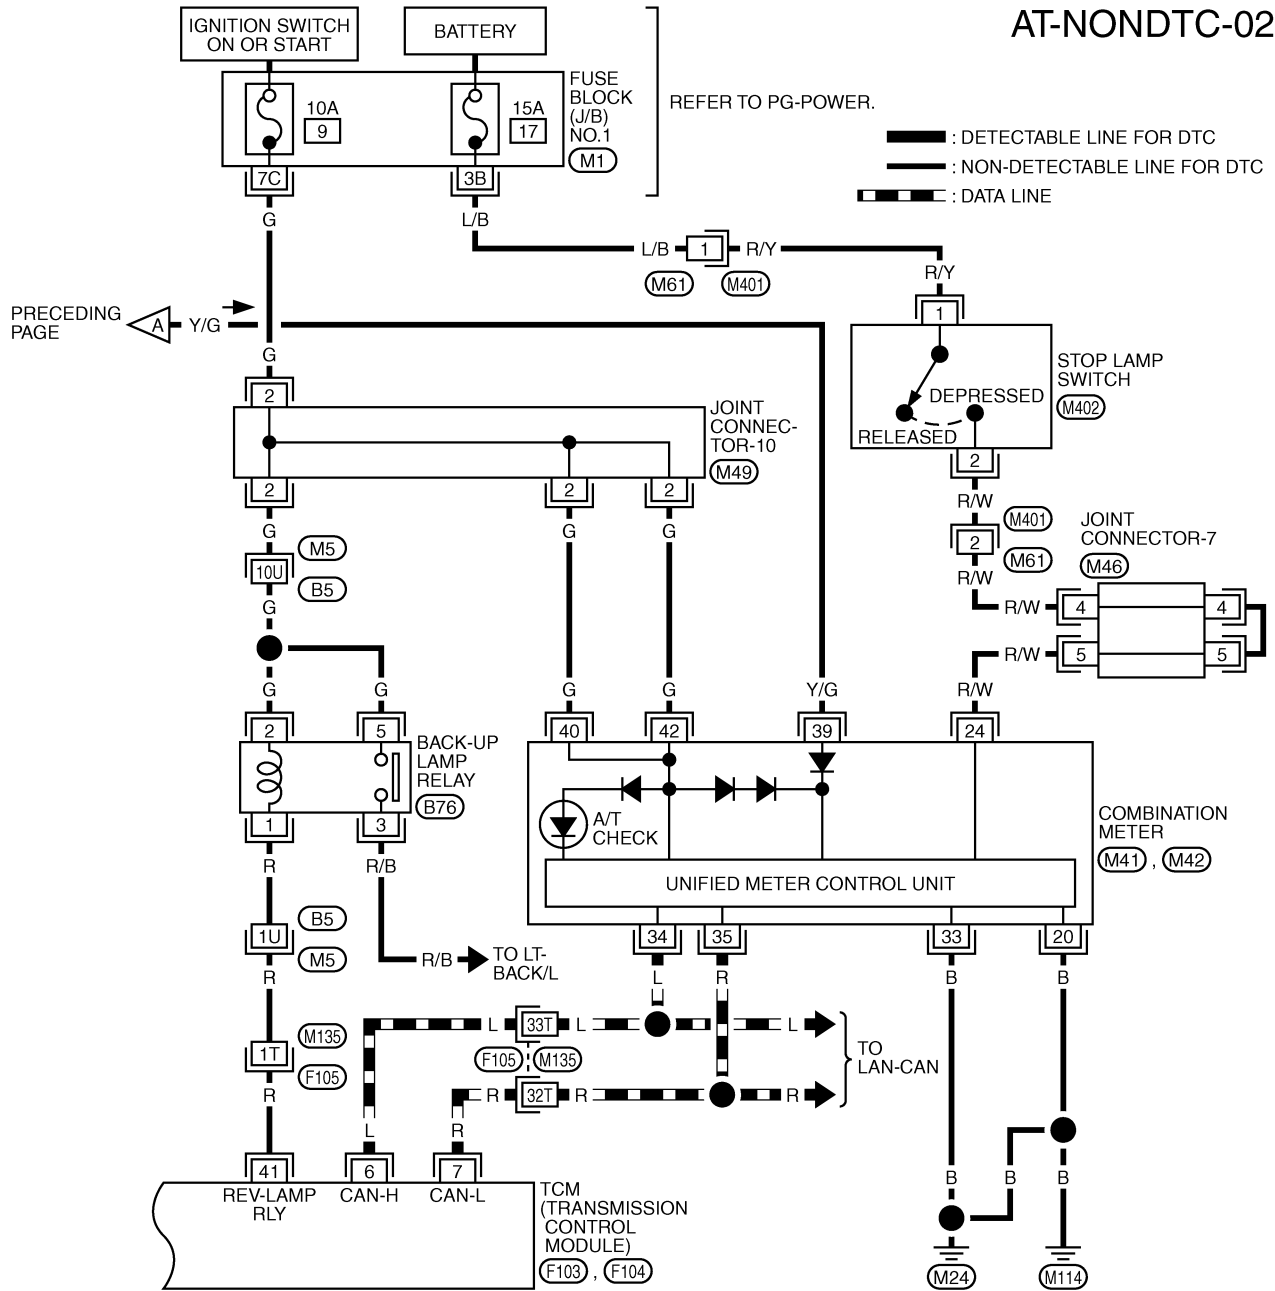 AT-NONDTC-02
IGNITION SWITCH
ON OR START
BATTERY
10A
9
15A
17
FUSE
BLOCK
(J/B)
NO.1
M1
REFER TO PG-POWER.
: DETECTABLE LINE FOR DTC
: NON-DETECTABLE LINE FOR DTC
: DATA LINE
7C
3B
G
L/B
L/B
1
R/Y
M61
M401
R/Y
1
PRECEDING
PAGE
A
Y/G
G
2
JOINT
CONNEC-
TOR-10
M49
2
2
2
STOP LAMP
SWITCH
M402
DEPRESSED
RELEASED
2
R/W
M401
2
M61
R/W
JOINT
CONNECTOR-7
M46
R/W
4
4
R/W
5
5
R/W
G
G
G
M5
10U
B5
G
G
G
G
G
Y/G
2
5
40
42
39
24
BACK-UP
LAMP
RELAY
B76
1
3
A/T
CHECK
UNIFIED METER CONTROL UNIT
COMBINATION
METER
M41 , M42
34
35
33
20
R
R/B
B5
1U
M5
R
R/B
TO LT-
BACK/L
L
R
B
B
M135
1T
F105
R
L
33T
L
L
F105
M135
R
32T
R
R
TO
LAN-CAN
L
R
B
B
B
41
6
7
REV-LAMP
RLY
CAN-H
CAN-L
TCM
(TRANSMISSION
CONTROL
MODULE)
F103 , F104
M24
M114